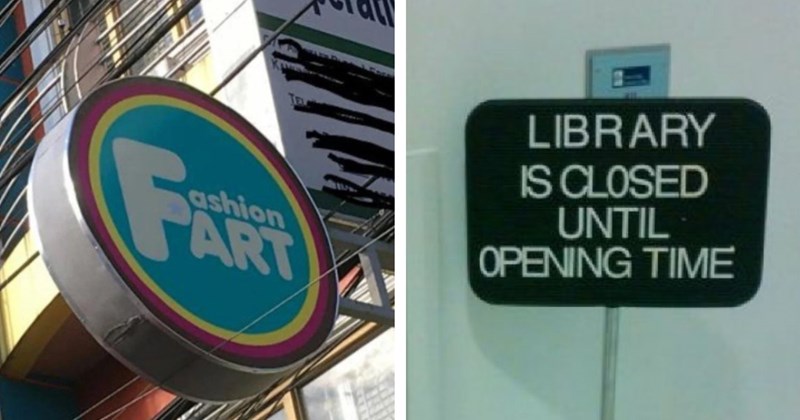 Fashion
ART
LIBRARY
IS CLOSED
UNTIL
OPENING TIME